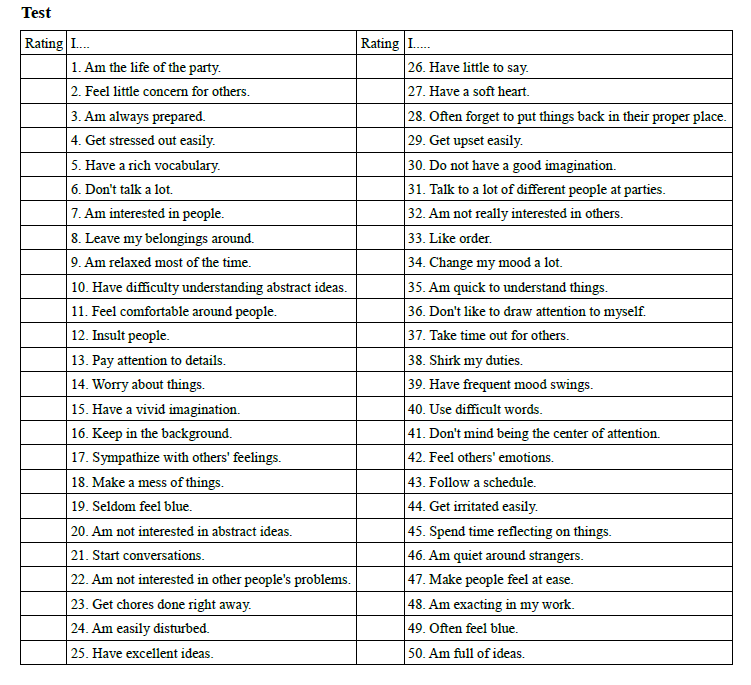 Test
Rating I.... Rating I.....
1. Am the life of the party. 26. Have little to say.
2. Feel little concern for others. 27. Have a soft heart.
3. Am always prepared. 28. Often forget to put things back in their proper place.
4. Get stressed out easily. 29. Get upset easily.
5. Have a rich vocabulary. 30. Do not have a good imagination.
6. Don't talk a lot. 31. Talk to a lot of different people at parties.
7. Am interested in people. 32. Am not really interested in others.
8. Leave my belongings around. 33. Like order.
9. Am relaxed most of the time. 34. Change my mood a lot.
10. Have difficulty understanding abstract ideas. 35. Am quick to understand things.
11. Feel comfortable around people. 36. Don't like to draw attention to myself.
12. Insult people. 37. Take time out for others.
13. Pay attention to details. 38. Shirk my duties.
14. Worry about things. 39. Have frequent mood swings.
15. Have a vivid imagination. 40. Use difficult words.
16. Keep in the background. 41. Don't mind being the center of attention.
17. Sympathize with others' feelings. 42. Feel others' emotions.
18. Make a mess of things. 43. Follow a schedule.
19. Seldom feel blue. 44. Get irritated easily.
20. Am not interested in abstract ideas. 45. Spend time reflecting on things.
21. Start conversations. 46. Am quiet around strangers.
22. Am not interested in other people's problems. 47. Make people feel at ease.
23. Get chores done right away. 48. Am exacting in my work.
24. Am easily disturbed. 49. Often feel blue.
25. Have excellent ideas. 50. Am full of ideas.